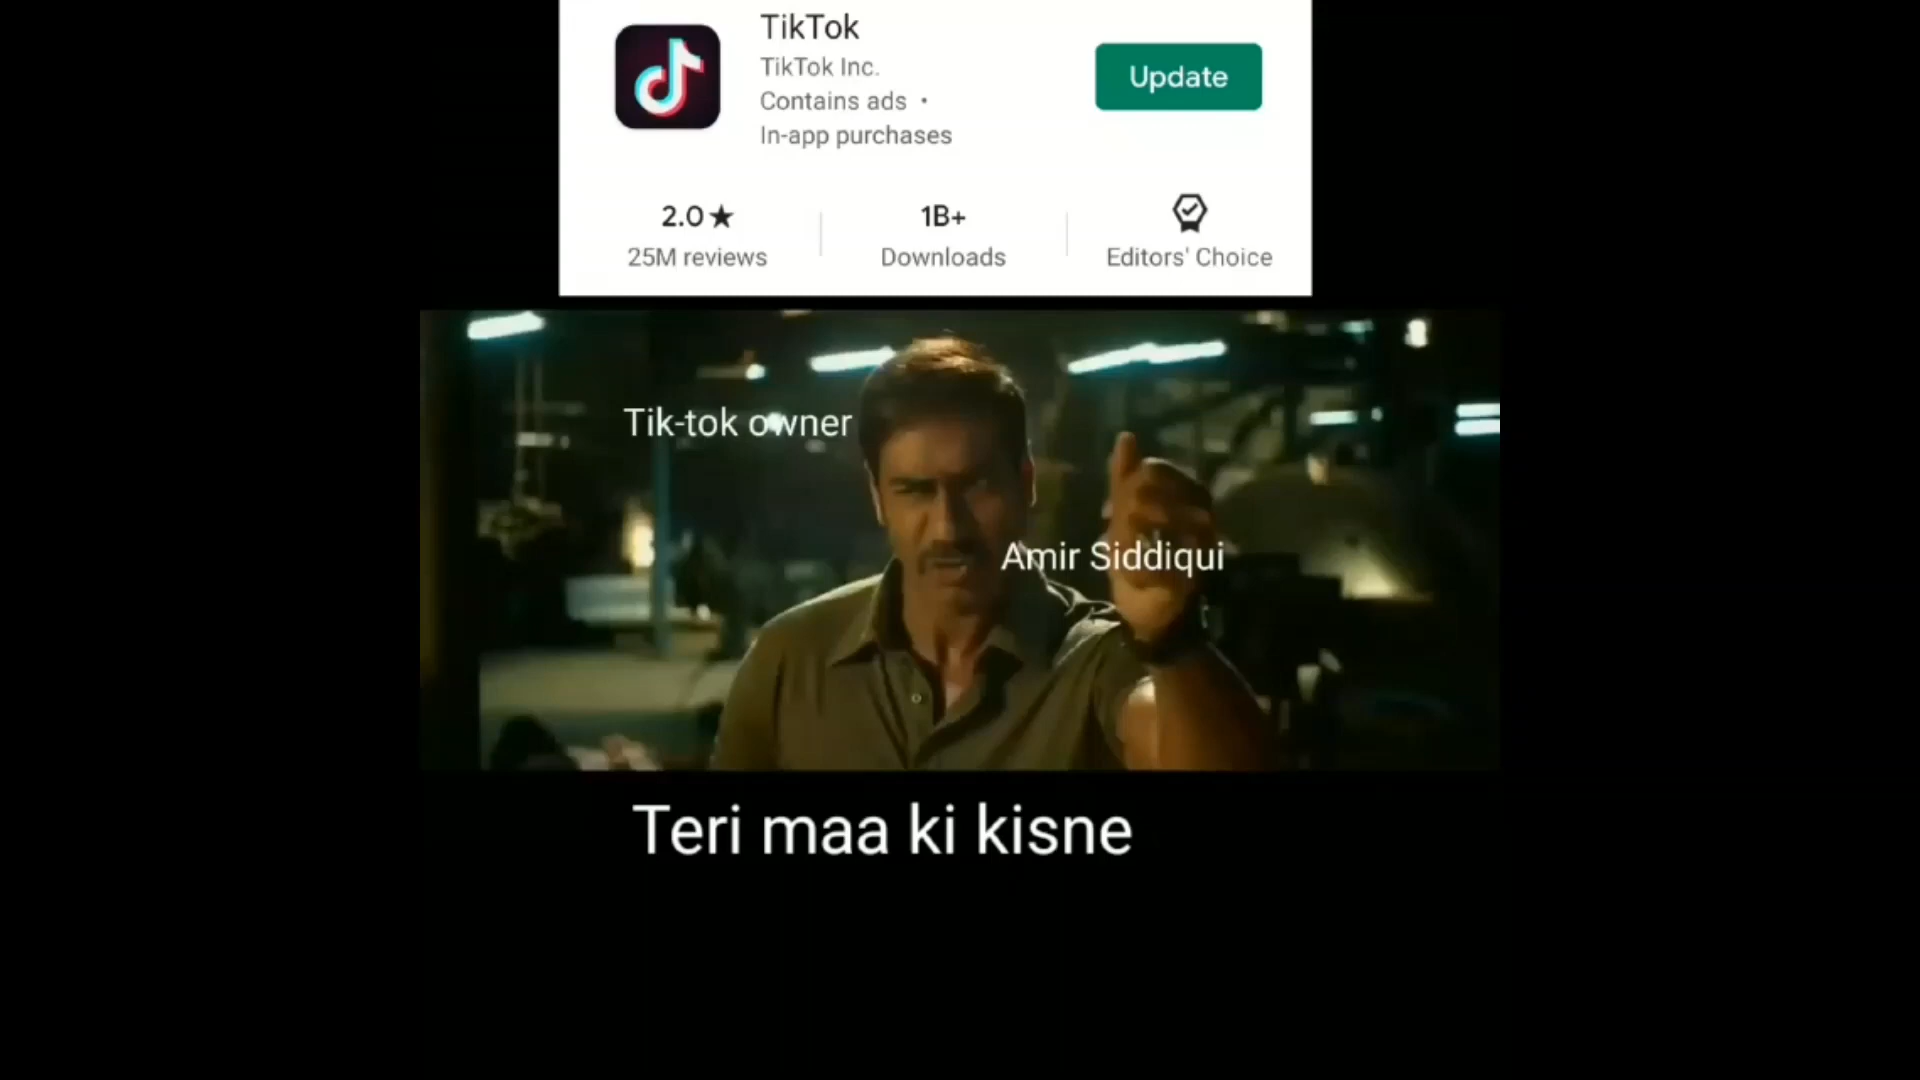 TikTok
TikTok Inc.
Contains ads •
In-app purchases
Update
2.0★
25M reviews
1B+
Downloads
Editors' Choice
Tik-tok owner
Amir Siddiqui
Teri maa ki kisne